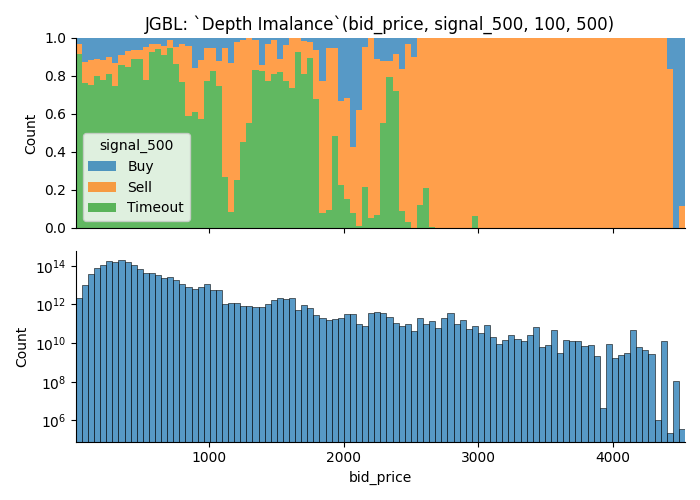 JGBL: `Depth Imalance`(bid_price, signal_500, 100, 500)
1.0
0.8
0.6
0.4
0.2
0.0
Count
signal_500
Buy
Sell
Timeout
10^14
10^12
10^10
10^8
10^6
Count
1000 2000 3000 4000
bid_price